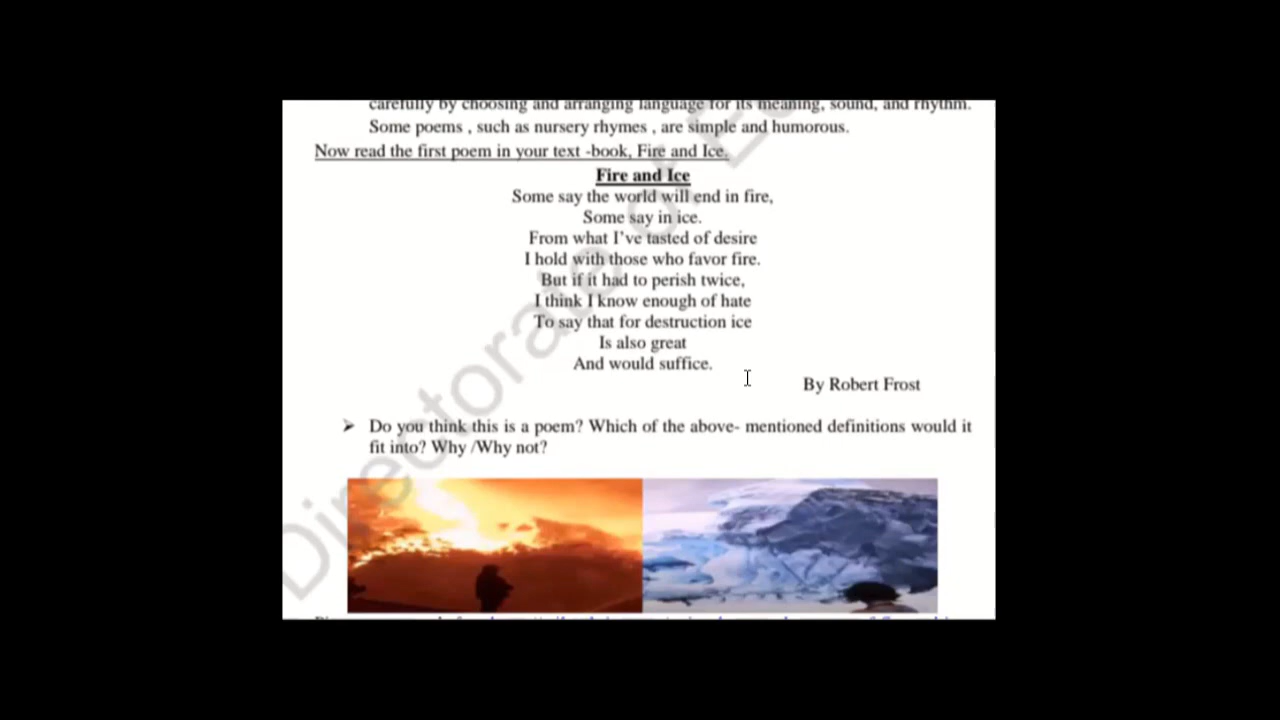 carefully by choosing and arranging language for its meaning, sound, and rhythm.
Some poems , such as nursery rhymes , are simple and humorous.
Now read the first poem in your text -book, Fire and Ice.
Fire and Ice
Some say the world will end in fire,
Some say in ice.
From what I've tasted of desire
I hold with those who favor fire.
But if it had to perish twice,
I think I know enough of hate
To say that for destruction ice
Is also great
And would suffice.
By Robert Frost
➤ Do you think this is a poem? Which of the above- mentioned definitions would it
fit into? Why /Why not?
Directorate of